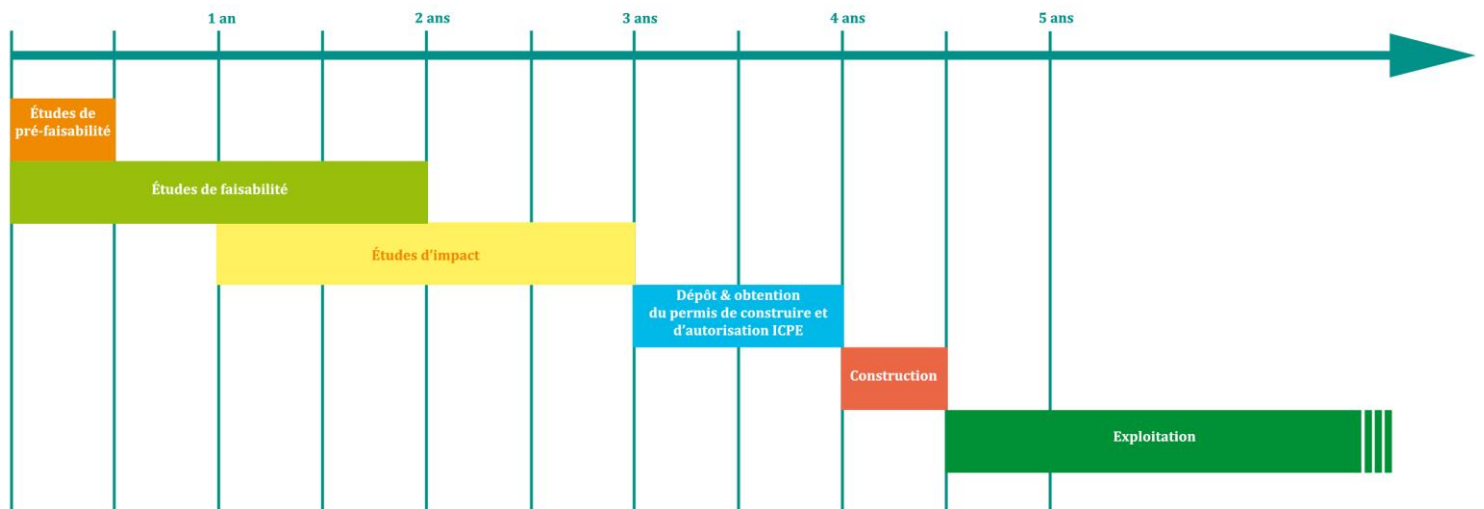 1 an
2 ans
3 ans
4 ans
5 ans
Études de
pré-faisabilité
Études de faisabilité
Études d'impact
Dépôt & obtention
du permis de construire et
d'autorisation ICPE
Construction
Exploitation